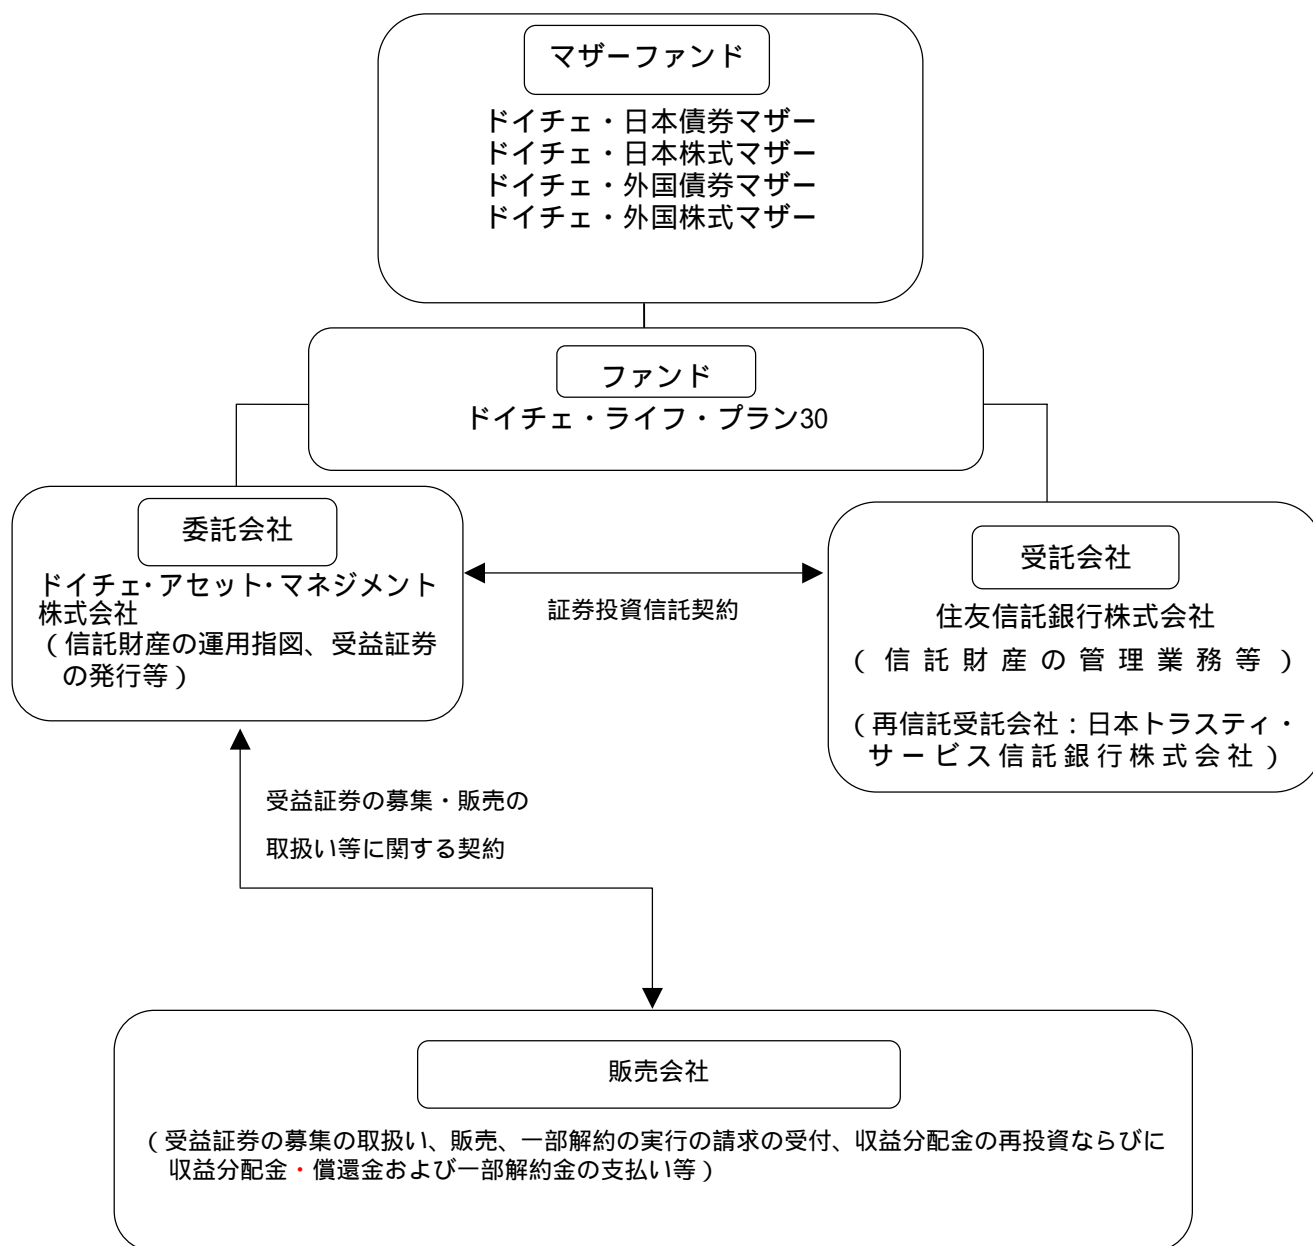 マザーファンド
ドイチェ・日本債券マザー
ドイチェ・日本株式マザー
ドイチェ・外国債券マザー
ドイチェ・外国株式マザー
ファンド
ドイチェ・ライフ・プラン30
委託会社
ドイチェ・アセット・マネジメント
株式会社
（信託財産の運用指図、受益証券
の発行等）
証券投資信託契約
受託会社
住友信託銀行株式会社
（信託財産の管理業務等）
（再信託受託会社：日本トラスティ・
サービス信託銀行株式会社）
受益証券の募集・販売の
取扱い等に関する契約
販売会社
（受益証券の募集の取扱い、販売、一部解約の実行の請求の受付、収益分配金の再投資ならびに
収益分配金・償還金および一部解約金の支払い等）